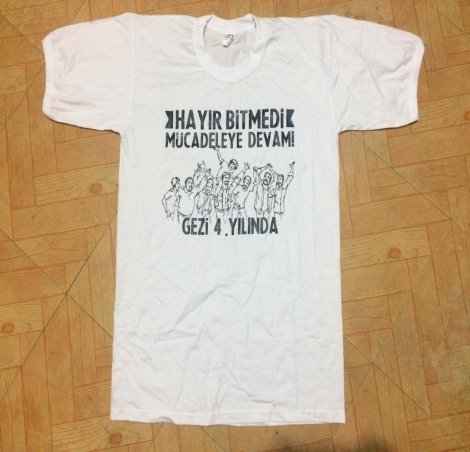 HAYIR BİTMEDİ
MÜCADELEYE DEVAM!
GEZİ 4. YILINDA